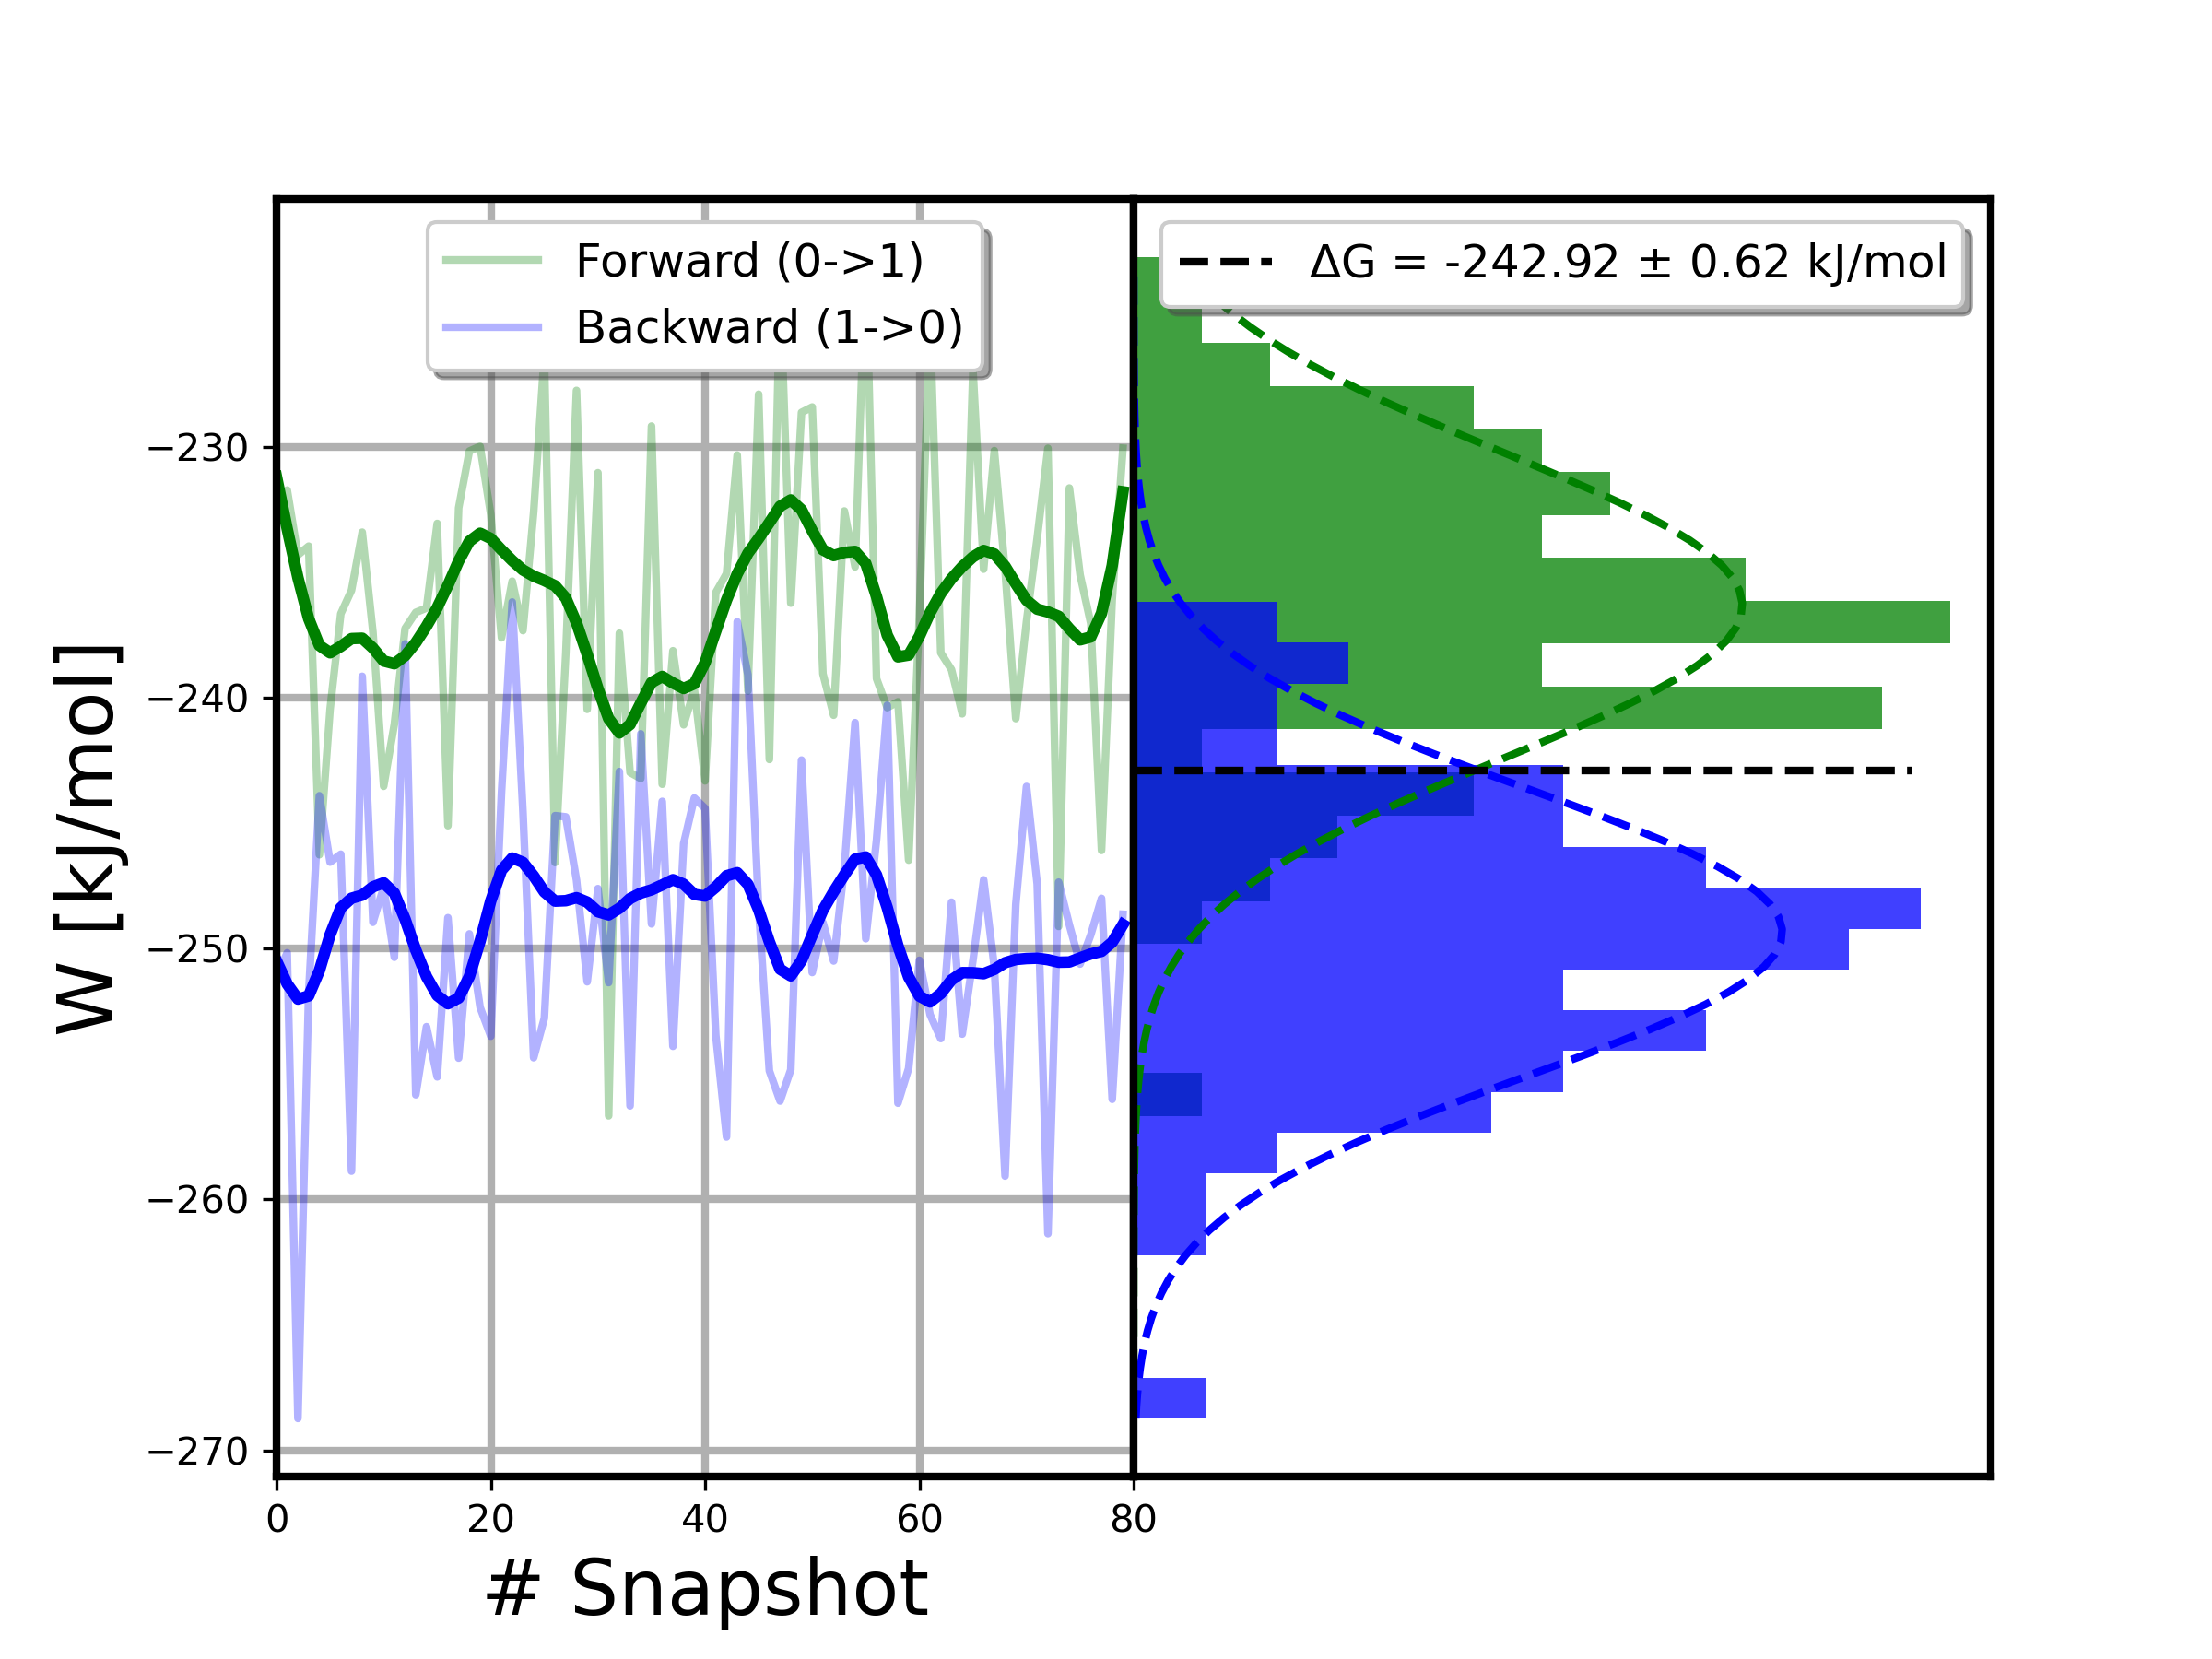 Forward (0->1)
Backward (1->0)
ΔG = -242.92 ± 0.62 kJ/mol
W [kJ/mol]
−230
−240
−250
−260
−270
0 20 40 60 80
# Snapshot